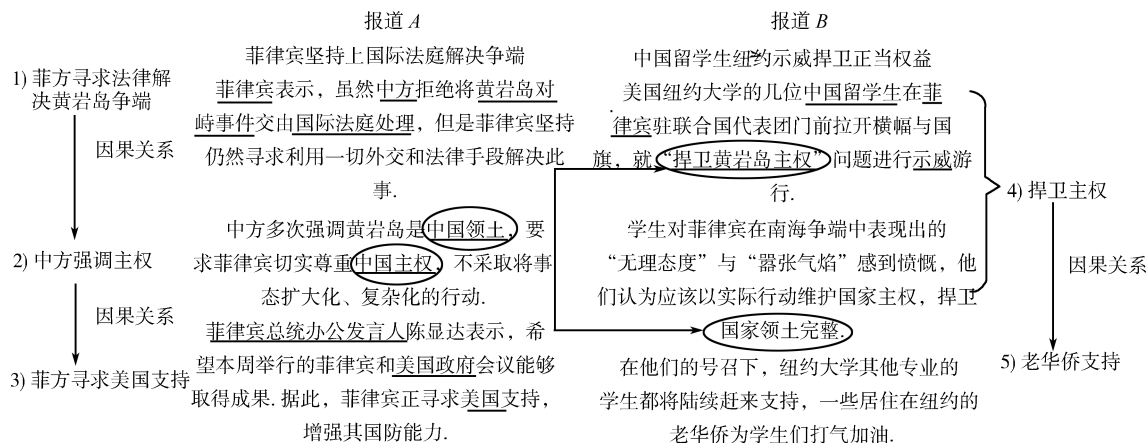 报道 A
菲律宾坚持上国际法庭解决争端
菲律宾表示，虽然中方拒绝将黄岩岛对
峙事件交由国际法庭处理，但是菲律宾坚持
仍然寻求利用一切外交和法律手段解决此
事.
中方多次强调黄岩岛是中国领土，要
求菲律宾切实尊重中国主权，不采取将事
态扩大化、复杂化的行动.
菲律宾总统办公发言人陈显达表示，希
望本周举行的菲律宾和美国政府会议能够
取得成果.据此，菲律宾正寻求美国支持，
增强其国防能力.
1) 菲方寻求法律解
决黄岩岛争端
因果关系
2) 中方强调主权
因果关系
3) 菲方寻求美国支持
报道 B
中国留学生纽约示威捍卫正当权益
美国纽约大学的几位中国留学生在菲
律宾驻联合国代表团门前拉开横幅与国
旗，就“捍卫黄岩岛主权”问题进行示威游
行.
学生对菲律宾在南海争端中表现出的
“无理态度”与“嚣张气焰”感到愤慨，他
们认为应该以实际行动维护国家主权，捍卫
国家领土完整.
在他们的号召下，纽约大学其他专业的
学生都将陆续赶来支持，一些居住在纽约的
老华侨为学生们打气加油.
4) 捍卫主权
因果关系
5) 老华侨支持